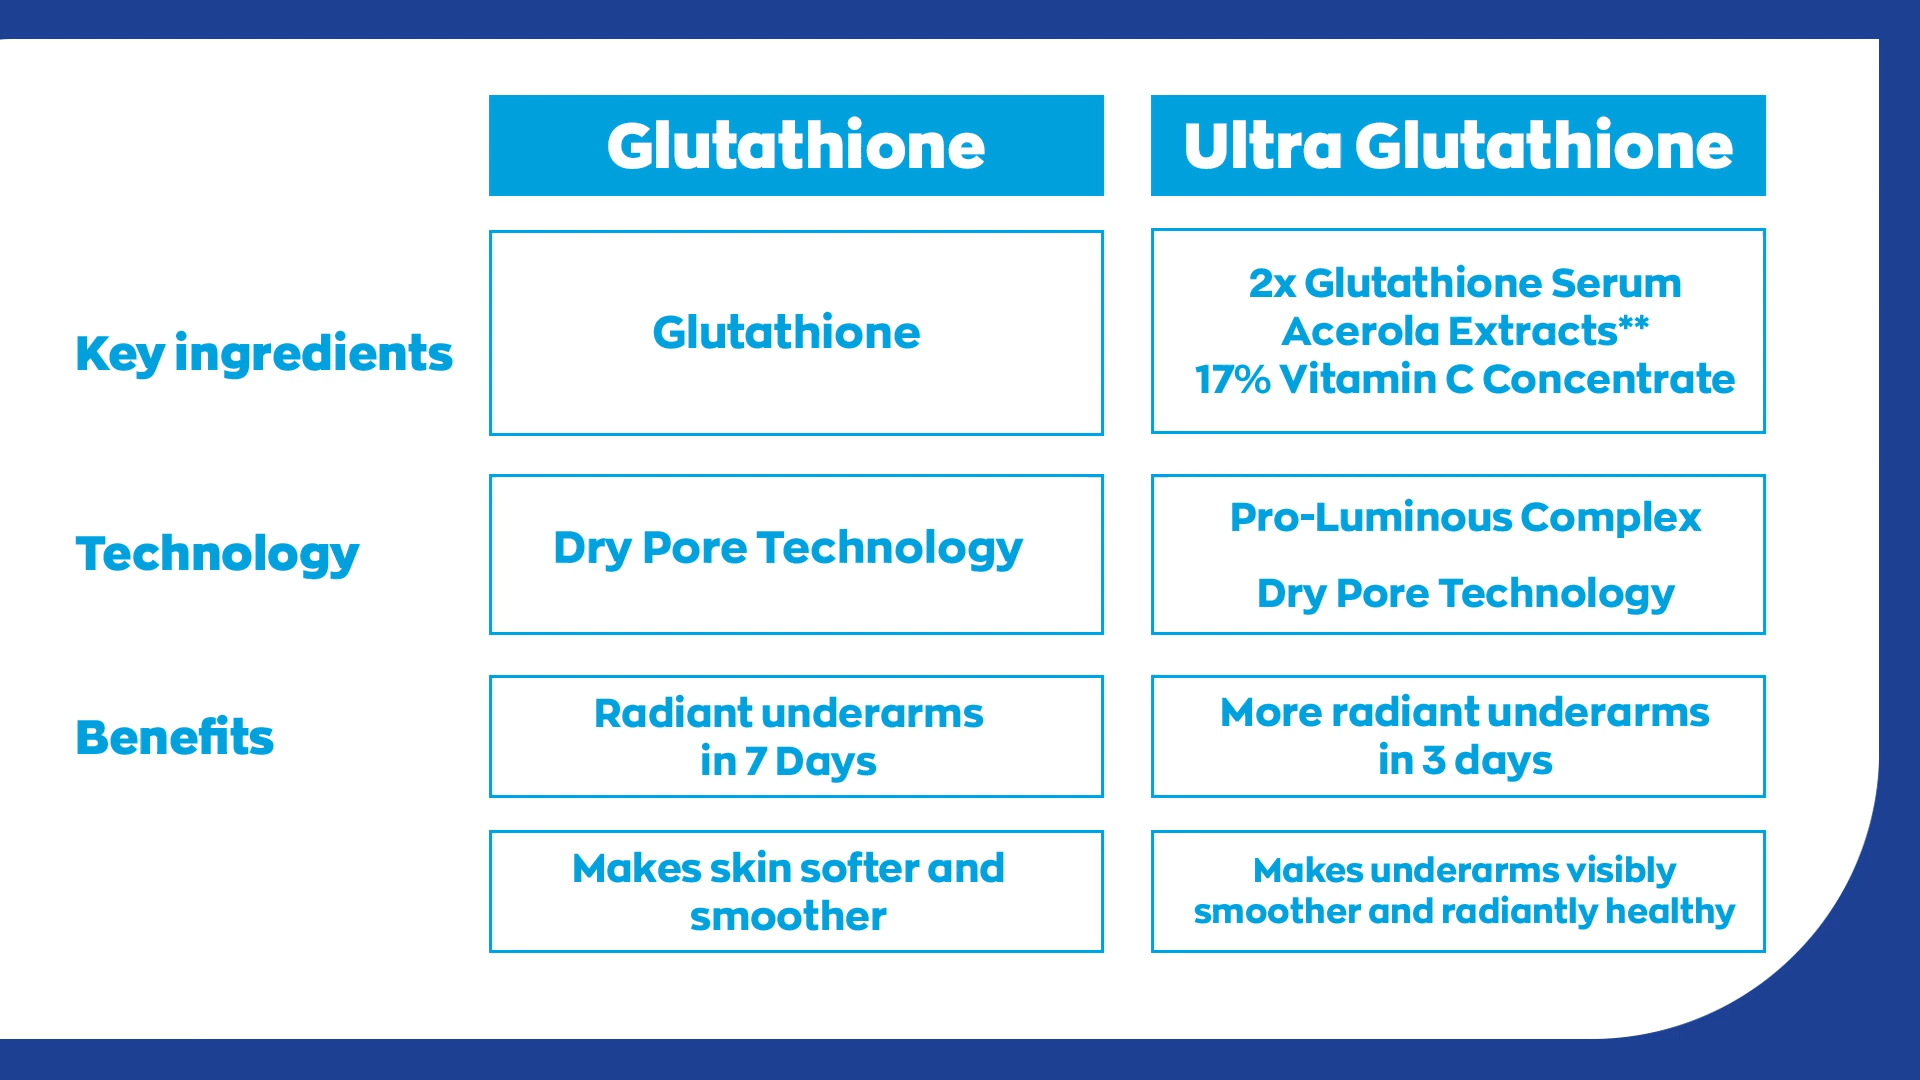 Glutathione
Ultra Glutathione
Key ingredients
Glutathione
2x Glutathione Serum
Acerola Extracts**
17% Vitamin C Concentrate
Technology
Dry Pore Technology
Pro-Luminous Complex
Dry Pore Technology
Benefits
Radiant underarms
in 7 Days
More radiant underarms
in 3 days
Makes skin softer and
smoother
Makes underarms visibly
smoother and radiantly healthy